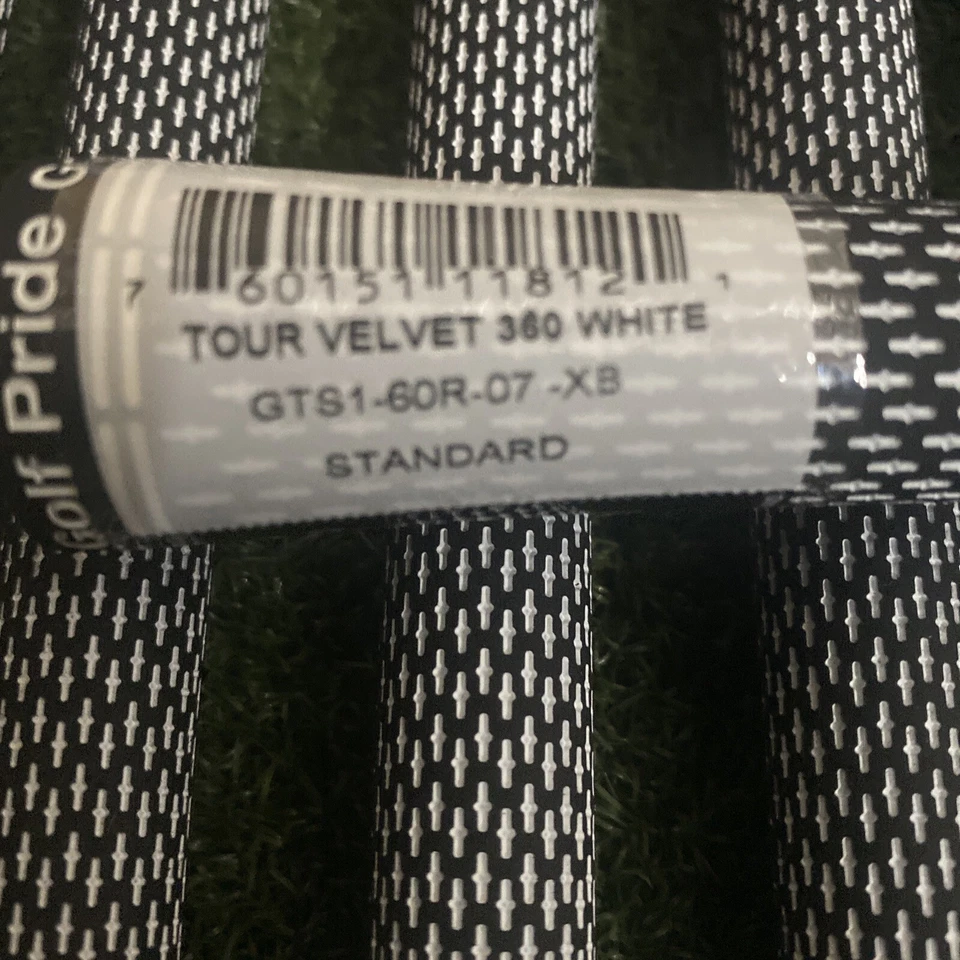 Golf Pride G
7 60151 11812 1
TOUR VELVET 360 WHITE
GTS1-60R-07 -XB
STANDARD